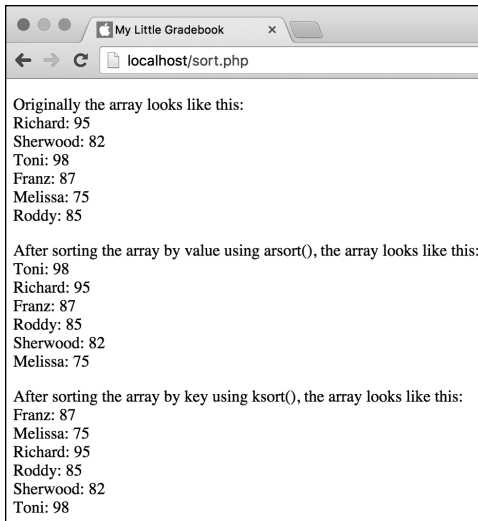 My Little Gradebook
localhost/sort.php
Originally the array looks like this:
Richard: 95
Sherwood: 82
Toni: 98
Franz: 87
Melissa: 75
Roddy: 85
After sorting the array by value using arsort(), the array looks like this:
Toni: 98
Richard: 95
Franz: 87
Roddy: 85
Sherwood: 82
Melissa: 75
After sorting the array by key using ksort(), the array looks like this:
Franz: 87
Melissa: 75
Richard: 95
Roddy: 85
Sherwood: 82
Toni: 98